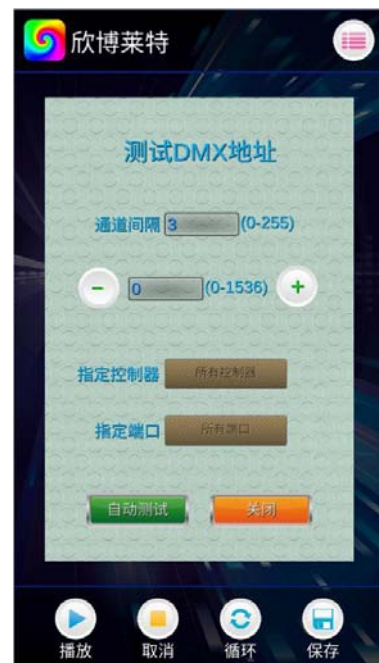 欣博莱特
测试DMX地址
通道间隔 3 (0-255)
- 0 (0-1536) +
指定控制器 所有控制器
指定端口 所有端口
自动测试 关闭
播放 取消 循环 保存